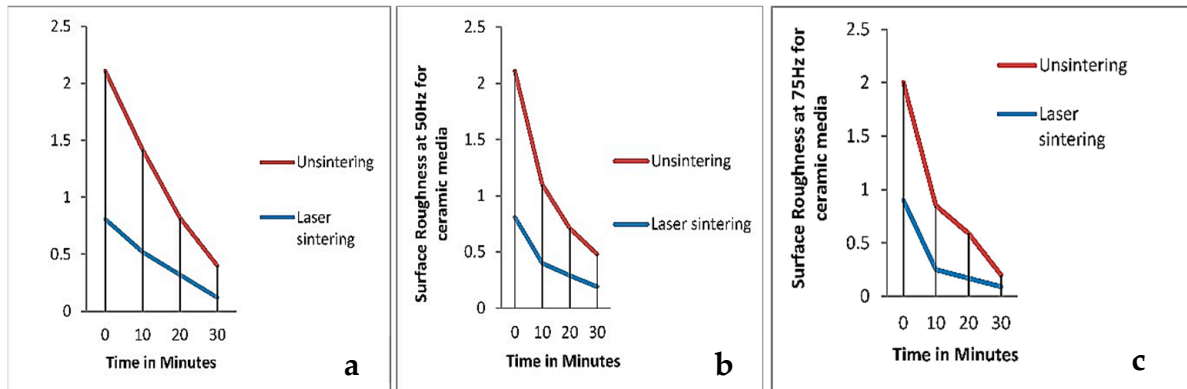 2.5
2
1.5
1
0.5
0
0 10 20 30
Time in Minutes
Unsintering
Laser
sintering
a
Surface Roughness at 50Hz for
ceramic media
2.5
2
1.5
1
0.5
0
0 10 20 30
Time in Minutes
Unsintering
Laser sintering
b
Surface Roughness at 75Hz for
ceramic media
2.5
2
1.5
1
0.5
0
0 10 20 30
Time in Minutes
Unsintering
Laser
sintering
c